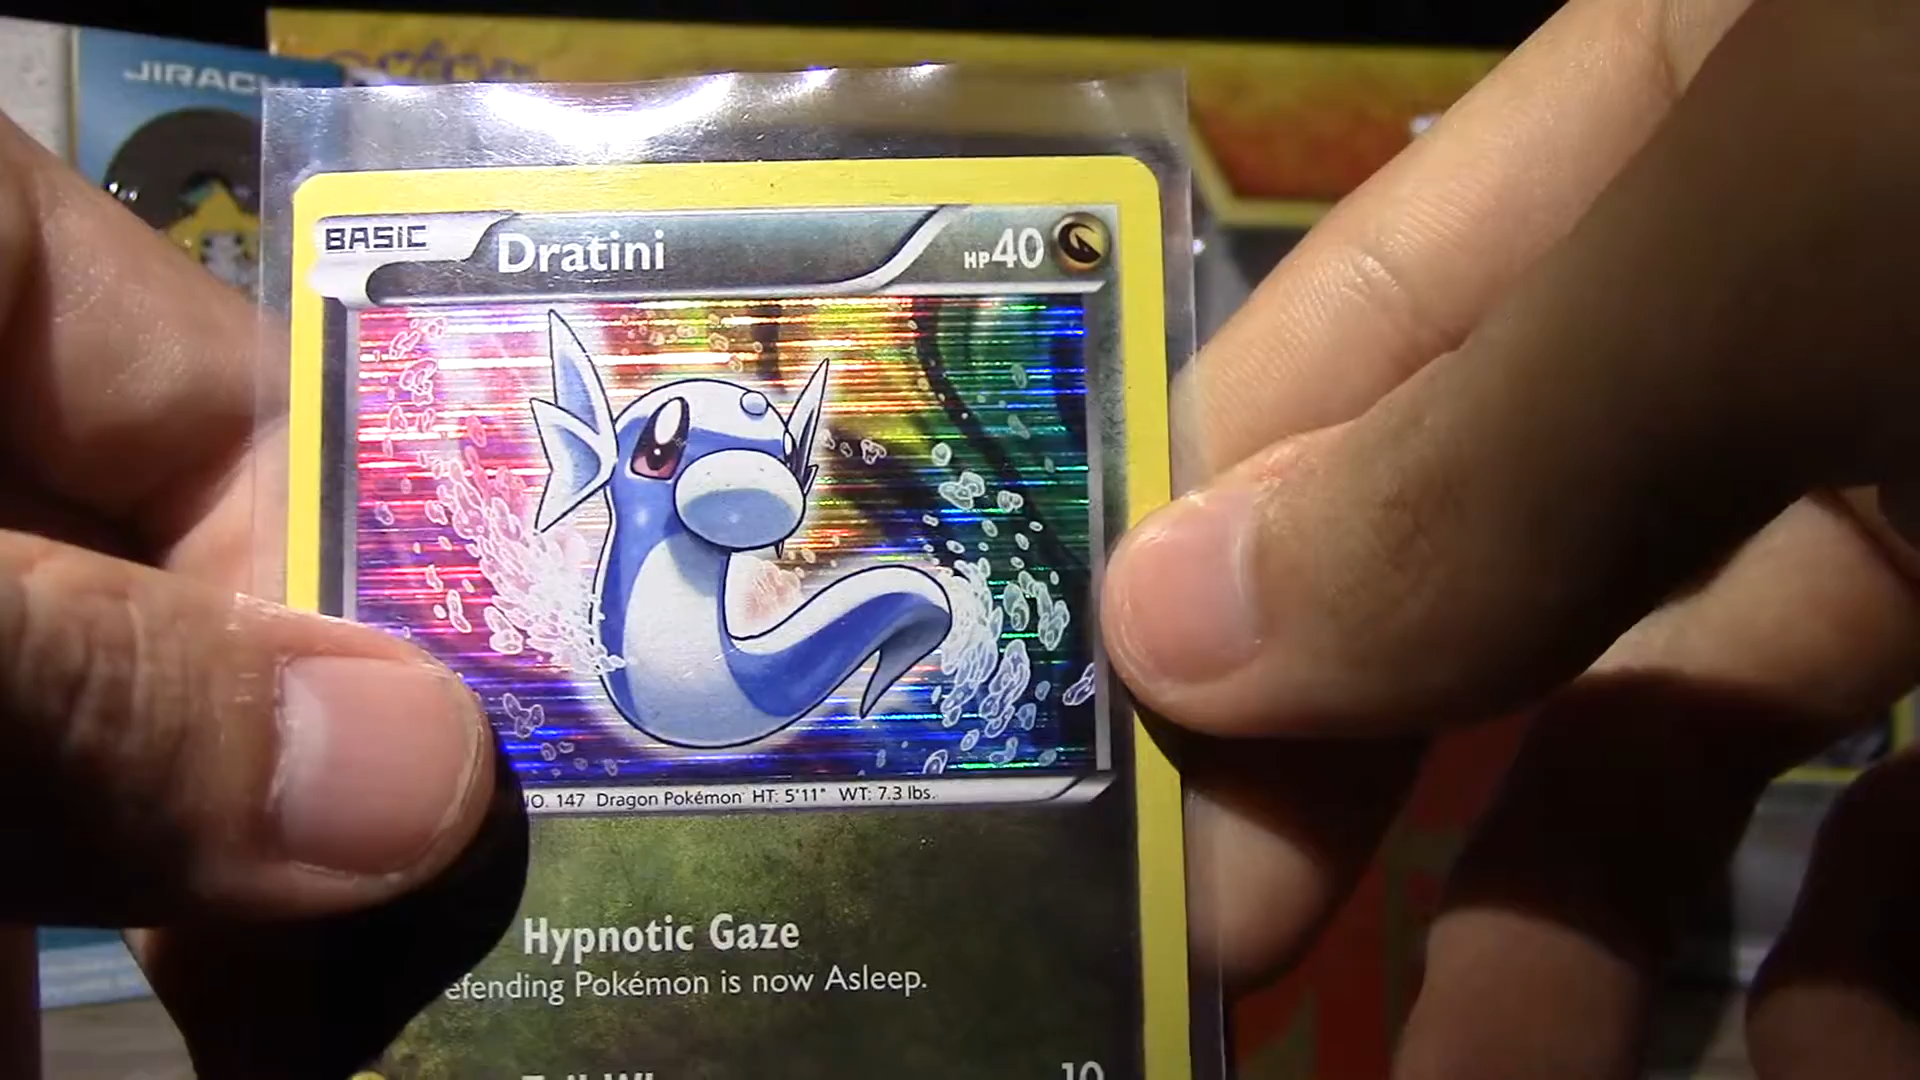 JIRACHI
BASIC Dratini HP40
NO. 147 Dragon Pokémon HT: 5'11" WT: 7.3 lbs.
Hypnotic Gaze
efending Pokémon is now Asleep.
10